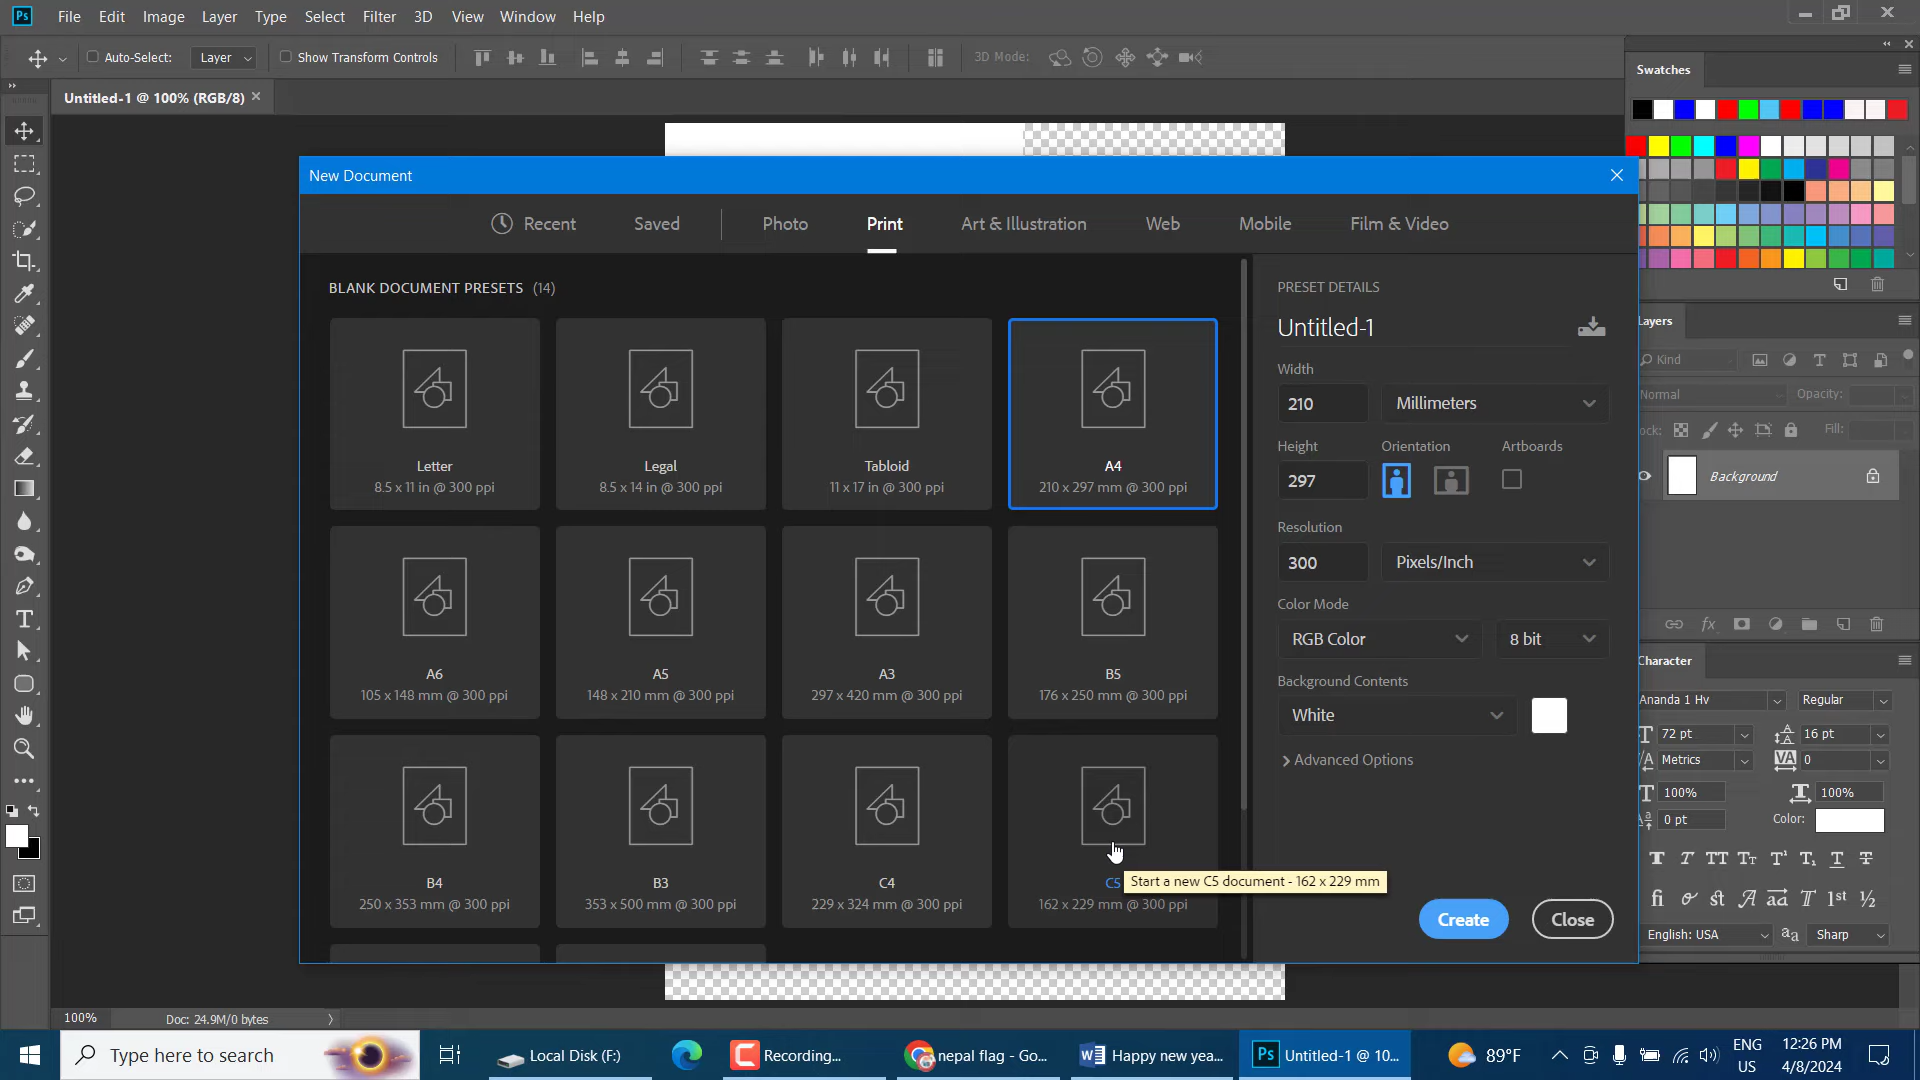 Ps File Edit Image Layer Type Select Filter 3D View Window Help
Auto-Select: Layer Show Transform Controls 3D Mode:
Untitled-1 @ 100% (RGB/8)
Swatches
New Document
Recent Saved Photo Print Art & Illustration Web Mobile Film & Video
BLANK DOCUMENT PRESETS (14)
Letter
8.5 x 11 in @ 300 ppi
Legal
8.5 x 14 in @ 300 ppi
Tabloid
11 x 17 in @ 300 ppi
A4
210 x 297 mm @ 300 ppi
A6
105 x 148 mm @ 300 ppi
A5
148 x 210 mm @ 300 ppi
A3
297 x 420 mm @ 300 ppi
B5
176 x 250 mm @ 300 ppi
B4
250 x 353 mm @ 300 ppi
B3
353 x 500 mm @ 300 ppi
C4
229 x 324 mm @ 300 ppi
C5
162 x 229 mm @ 300 ppi
Start a new C5 document - 162 x 229 mm
PRESET DETAILS
Untitled-1
Width
210 Millimeters
Height Orientation Artboards
297
Resolution
300 Pixels/Inch
Color Mode
RGB Color 8 bit
Background Contents
White
Advanced Options
Create Close
Layers
Kind
Normal Opacity:
ock: Fill:
Background
fx
Character
Ananda 1 Hv Regular
72 pt 16 pt
Metrics 0
100% 100%
0 pt Color:
English: USA aa Sharp
100% Doc: 24.9M/0 bytes
Type here to search
Local Disk (F:)
Recording...
nepal flag - Go...
Happy new yea...
Ps Untitled-1 @ 10...
89°F
ENG
US
12:26 PM
4/8/2024